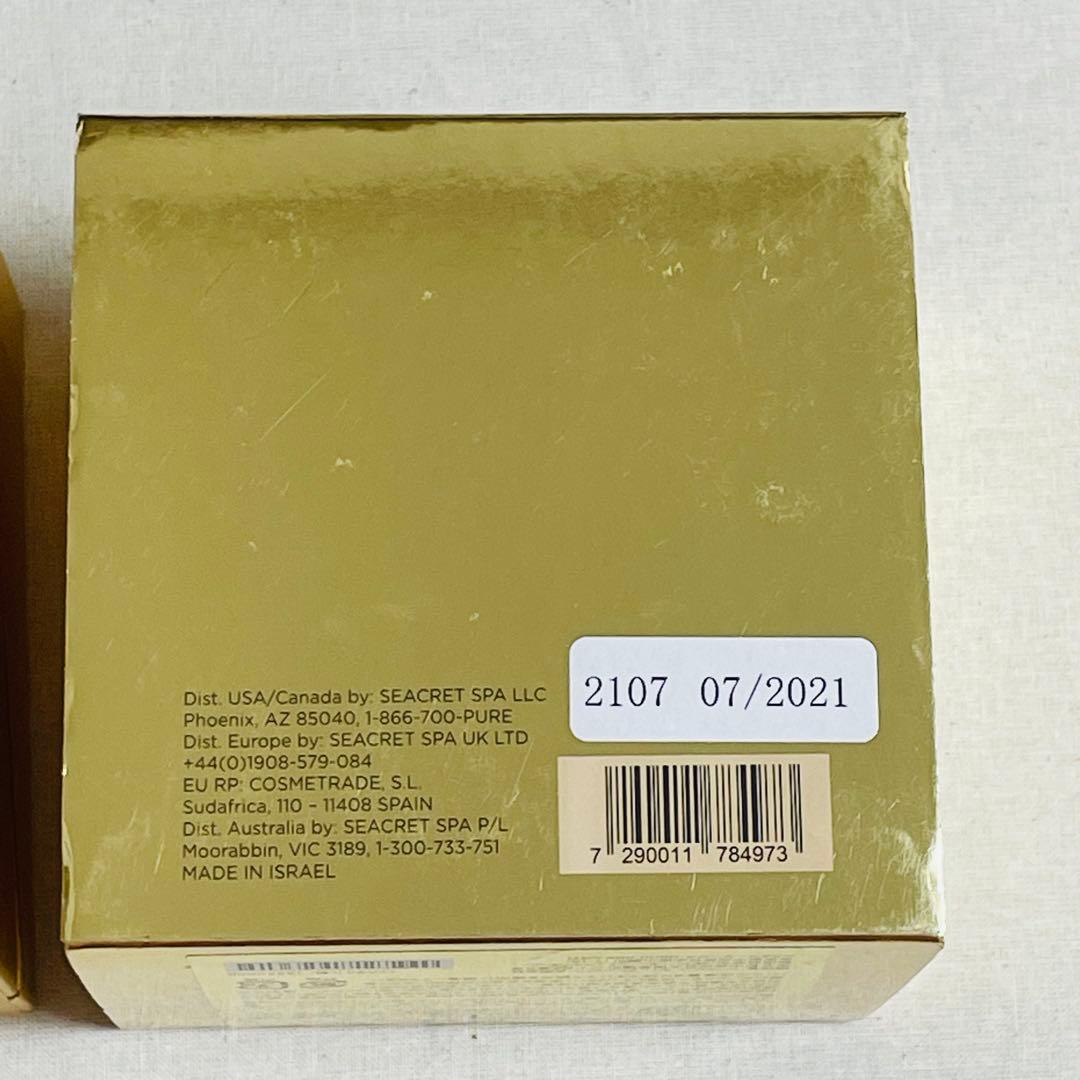 Dist. USA/Canada by: SEACRET SPA LLC
Phoenix, AZ 85040, 1-866-700-PURE
Dist. Europe by: SEACRET SPA UK LTD
+44(0)1908-579-084
EU RP: COSMETRADE, S.L.
Sudafrica, 110 - 11408 SPAIN
Dist. Australia by: SEACRET SPA P/L
Moorabbin, VIC 3189, 1-300-733-751
MADE IN ISRAEL
2107 07/2021
7 290011 784973